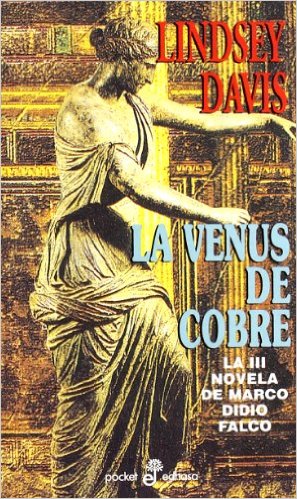 LINDSEY
DAVIS
LA VENUS
DE
COBRE
LA III
NOVELA
DE MARCO
DIDIO
FALCO
pocket edhasa